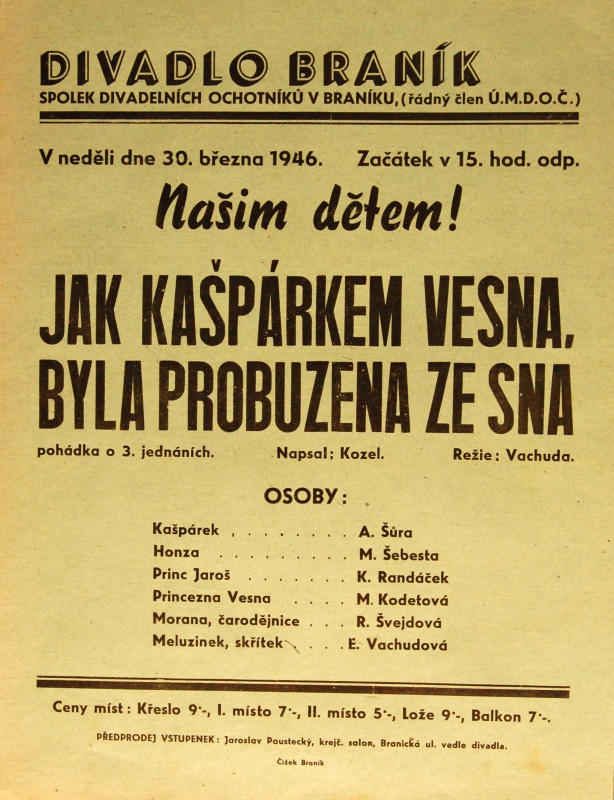 DIVADLO BRANÍK
SPOLEK DIVADELNÍCH OCHOTNÍKŮ V BRANÍKU, (řádný člen Ú.M.D.O.Č.)
V neděli dne 30. března 1946. Začátek v 15. hod. odp.
Našim dětem!
JAK KAŠPÁRKEM VESNA,
BYLA PROBUZENA ZE SNA
pohádka o 3. jednáních. Napsal: Kozel. Režie: Vachuda.
OSOBY:
Kašpárek . . . . . . . . A. Šůra
Honza . . . . . . . . . M. Šebesta
Princ Jaroš . . . . . . . K. Randáček
Princezna Vesna . . . . M. Kodetová
Morana, čarodějnice . . . R. Švejdová
Meluzinek, skřítek . . . . E. Vachudová
Ceny míst: Křeslo 9·-, I. místo 7·-, II. místo 5·-, Lože 9·-, Balkon 7·-.
PŘEDPRODEJ VSTUPENEK: Jaroslav Poustecký, krejč. salon, Branická ul. vedle divadla.
Čížek Braník